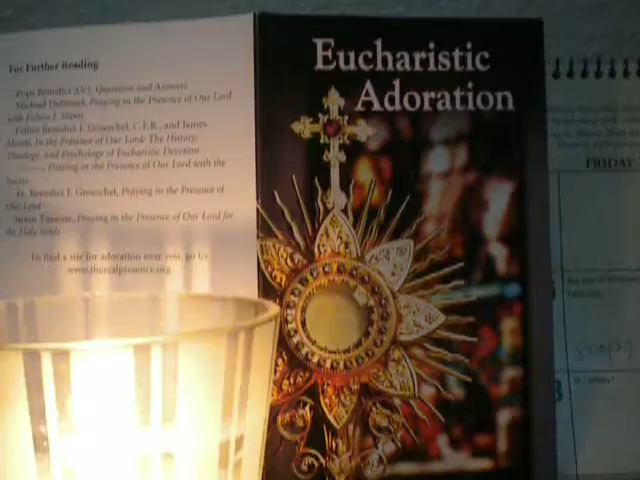 For Further Reading
Pope Benedict XVI, Questions and Answers
Michael Dubruiel, Praying in the Presence of Our Lord
with Fulton J. Sheen
Father Benedict J. Groeschel, C.F.R., and James
Monti, In the Presence of Our Lord: The History,
Theology, and Psychology of Eucharistic Devotion
Praying in the Presence of Our Lord with the
Saints
Fr. Benedict J. Groeschel, Praying in the Presence of
Our Lord
Susan Tassone, Praying in the Presence of Our Lord for
the Holy Souls
To find a site for adoration near you, go to:
www.therealpresence.org
Eucharistic
Adoration
FRIDAY